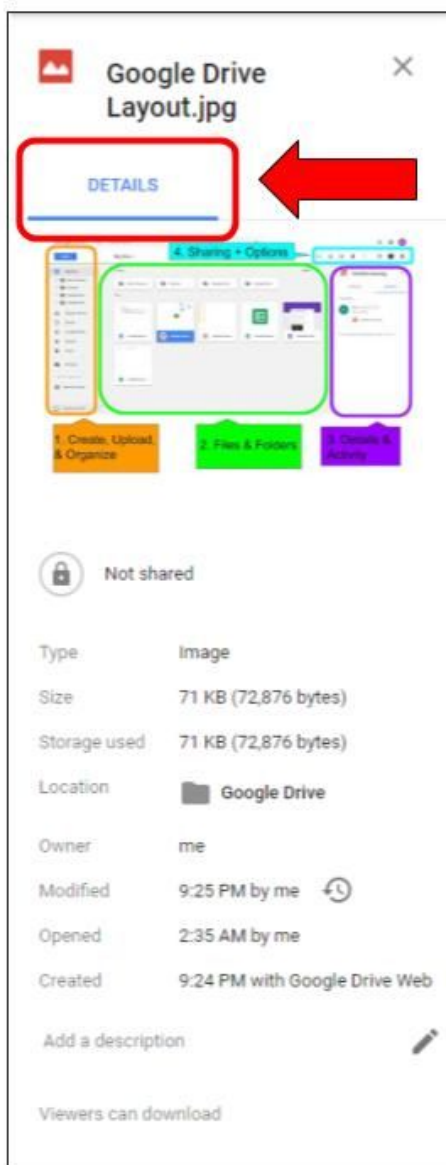 Google Drive
Layout.jpg
DETAILS
4. Sharing + Options
1. Create, Upload,
& Organize
2. Files & Folders
3. Details &
Activity
Not shared
Type Image
Size 71 KB (72,876 bytes)
Storage used 71 KB (72,876 bytes)
Location Google Drive
Owner me
Modified 9:25 PM by me
Opened 2:35 AM by me
Created 9:24 PM with Google Drive Web
Add a description
Viewers can download